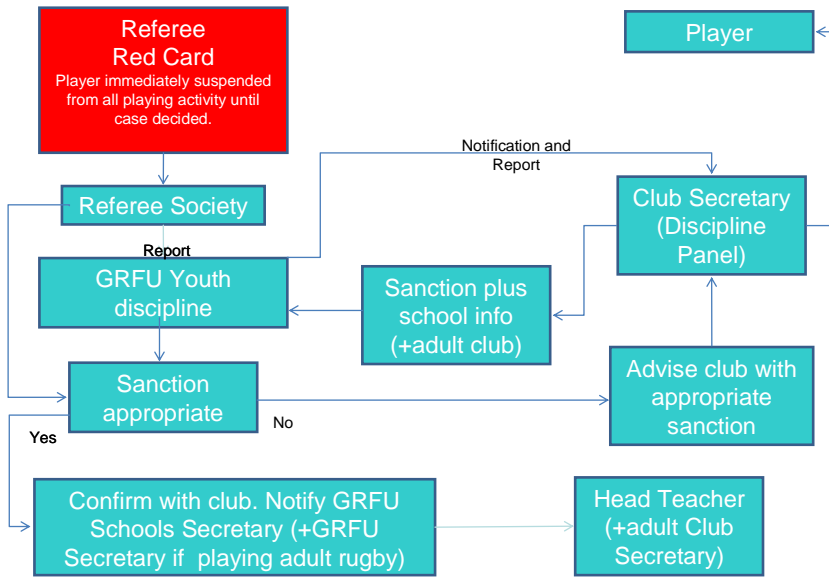 Referee
Red Card
Player immediately suspended
from all playing activity until
case decided.
Player
Notification and
Report
Referee Society
Club Secretary
(Discipline
Panel)
Report
GRFU Youth
discipline
Sanction plus
school info
(+adult club)
Sanction
appropriate
Advise club with
appropriate
sanction
Yes
No
Confirm with club. Notify GRFU
Schools Secretary (+GRFU
Secretary if playing adult rugby)
Head Teacher
(+adult Club
Secretary)